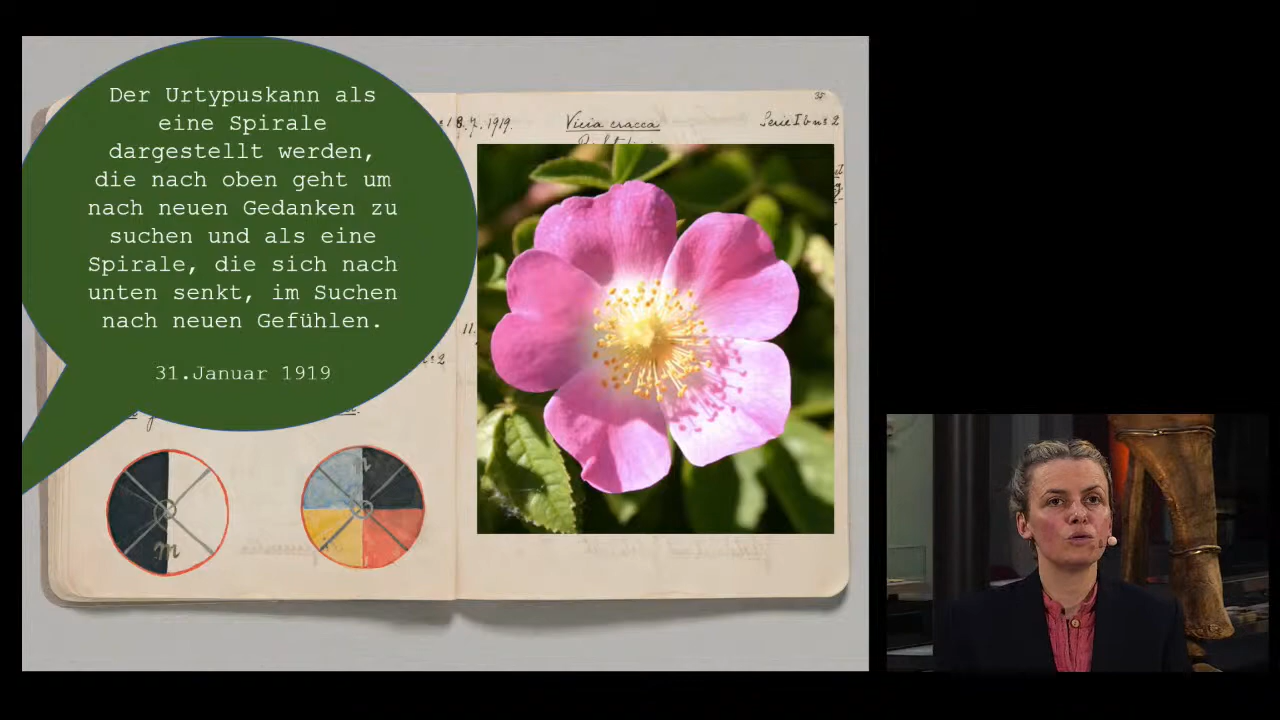 Der Urtypuskann als
eine Spirale
dargestellt werden,
die nach oben geht um
nach neuen Gedanken zu
suchen und als eine
Spirale, die sich nach
unten senkt, im Suchen
nach neuen Gefühlen.
31.Januar 1919
8.7.1919.
Vicia cracca
Serie I b no 2